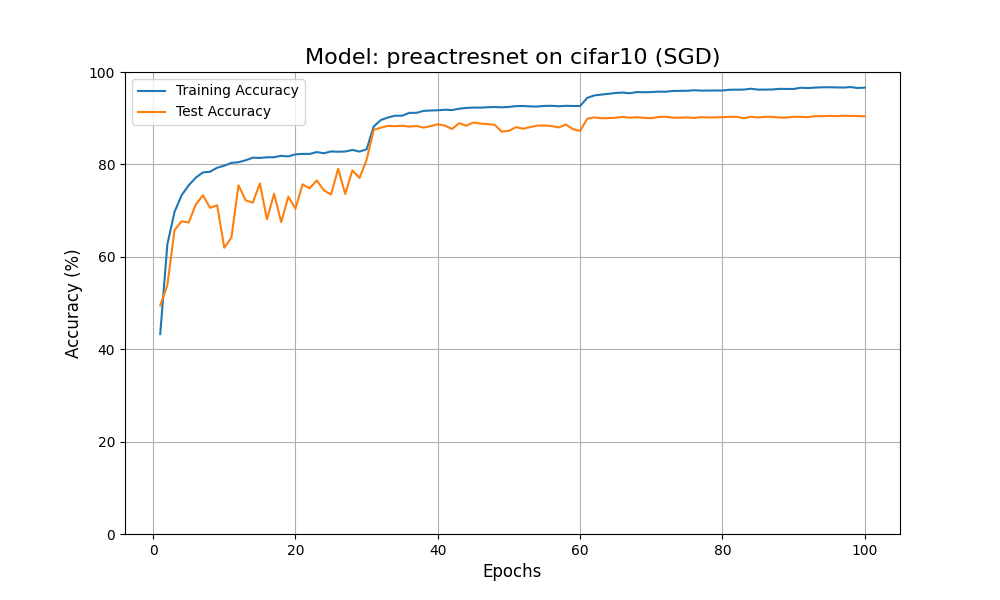 Model: preactresnet on cifar10 (SGD)
Training Accuracy
Test Accuracy
100
80
60
40
20
0
Accuracy (%)
0 20 40 60 80 100
Epochs